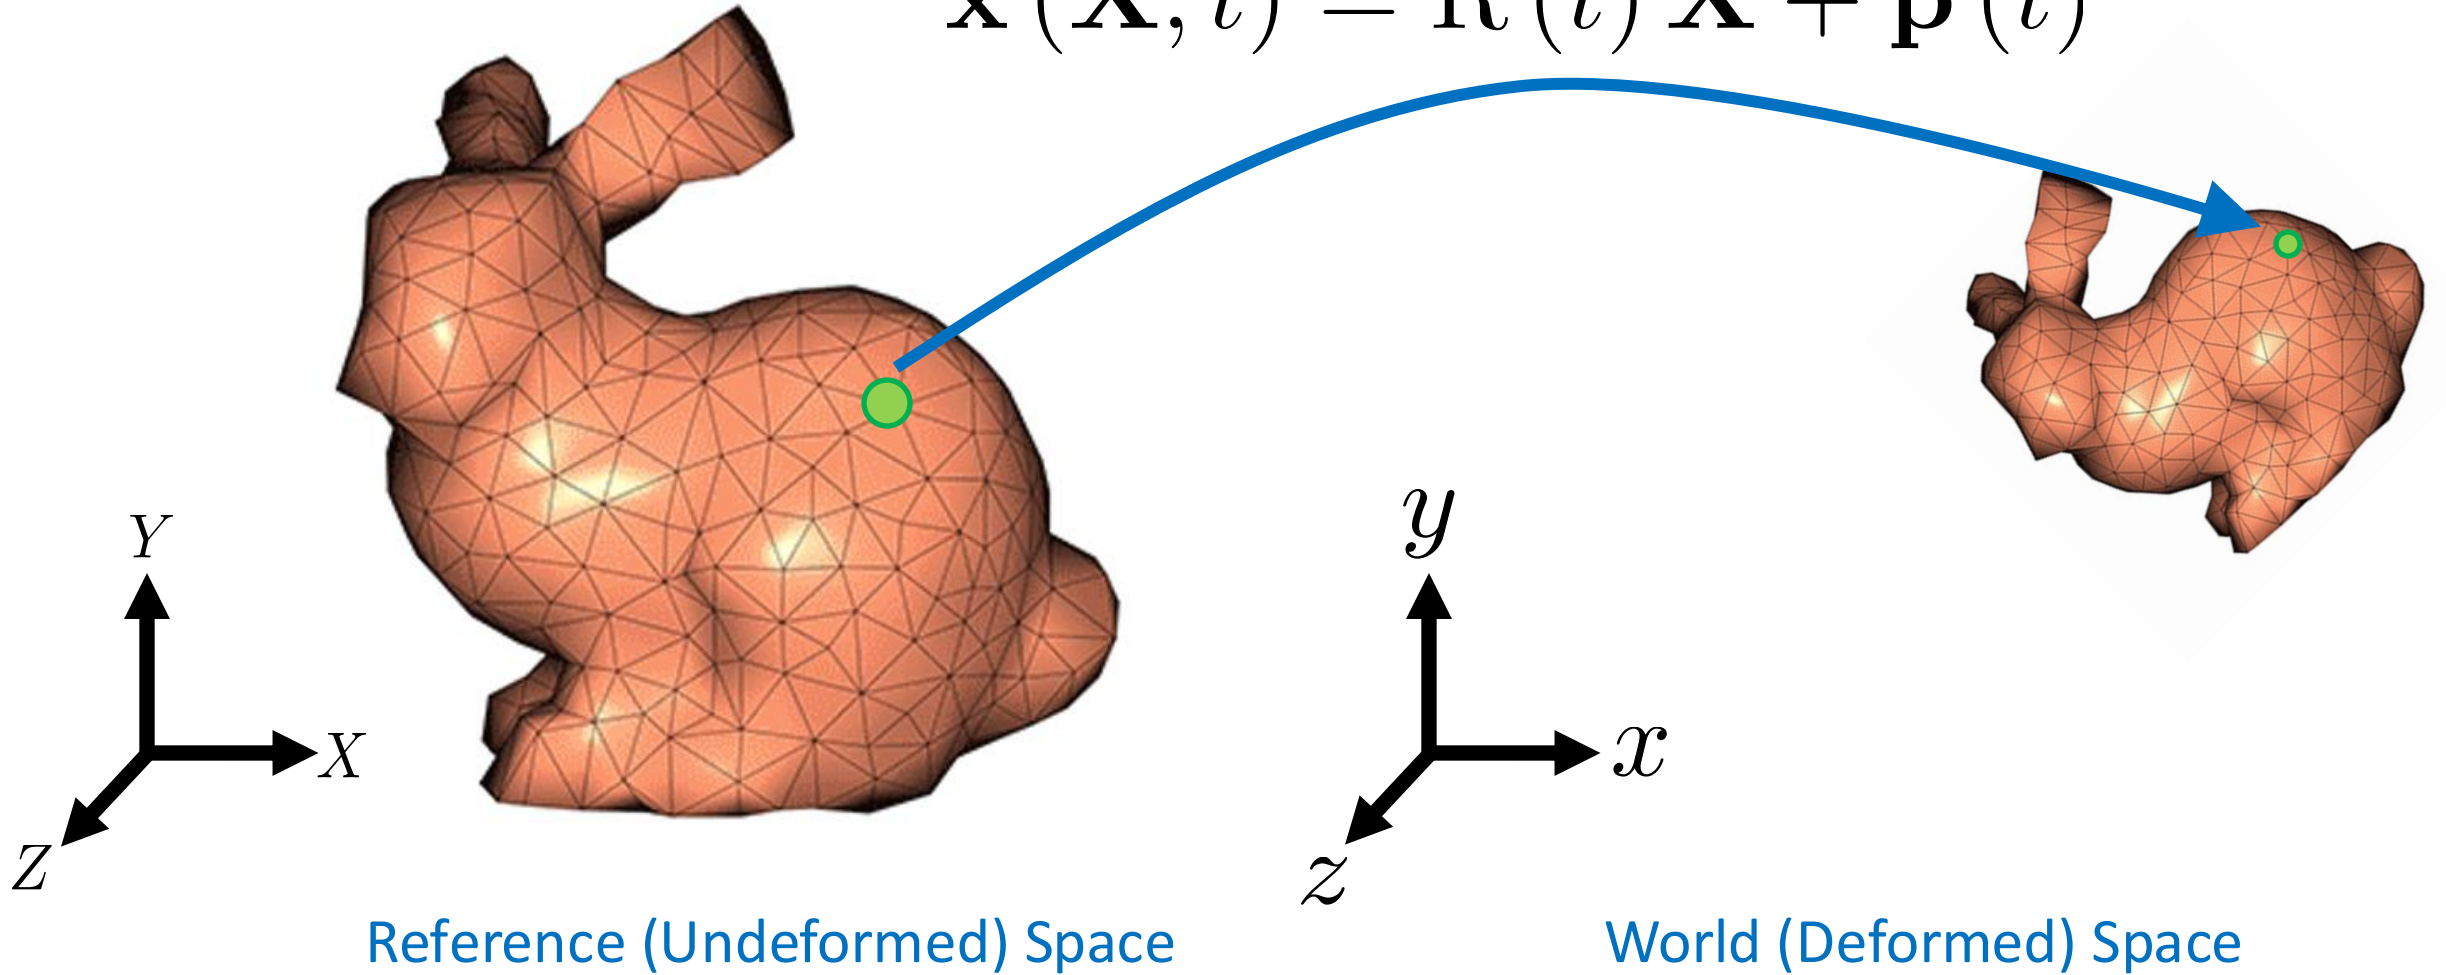 x (X, t) = R (t) X + p (t)
Y
X
Z
y
x
z
Reference (Undeformed) Space
World (Deformed) Space